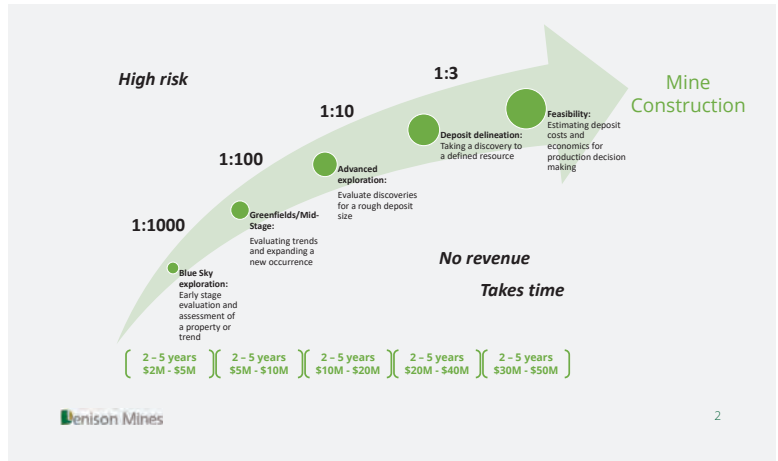 High risk
1:3
Mine
Construction
1:10
Feasibility:
Estimating deposit
costs and
economics for
production decision
making
Deposit delineation:
Taking a discovery to
a defined resource
1:100
Advanced
exploration:
Evaluate discoveries
for a rough deposit
size
1:1000
Greenfields/Mid-
Stage:
Evaluating trends
and expanding a
new occurrence
No revenue
Takes time
Blue Sky
exploration:
Early stage
evaluation and
assessment of
a property or
trend
2 – 5 years
$2M - $5M
2 – 5 years
$5M - $10M
2 – 5 years
$10M - $20M
2 – 5 years
$20M - $40M
2 – 5 years
$30M - $50M
Denison Mines
2